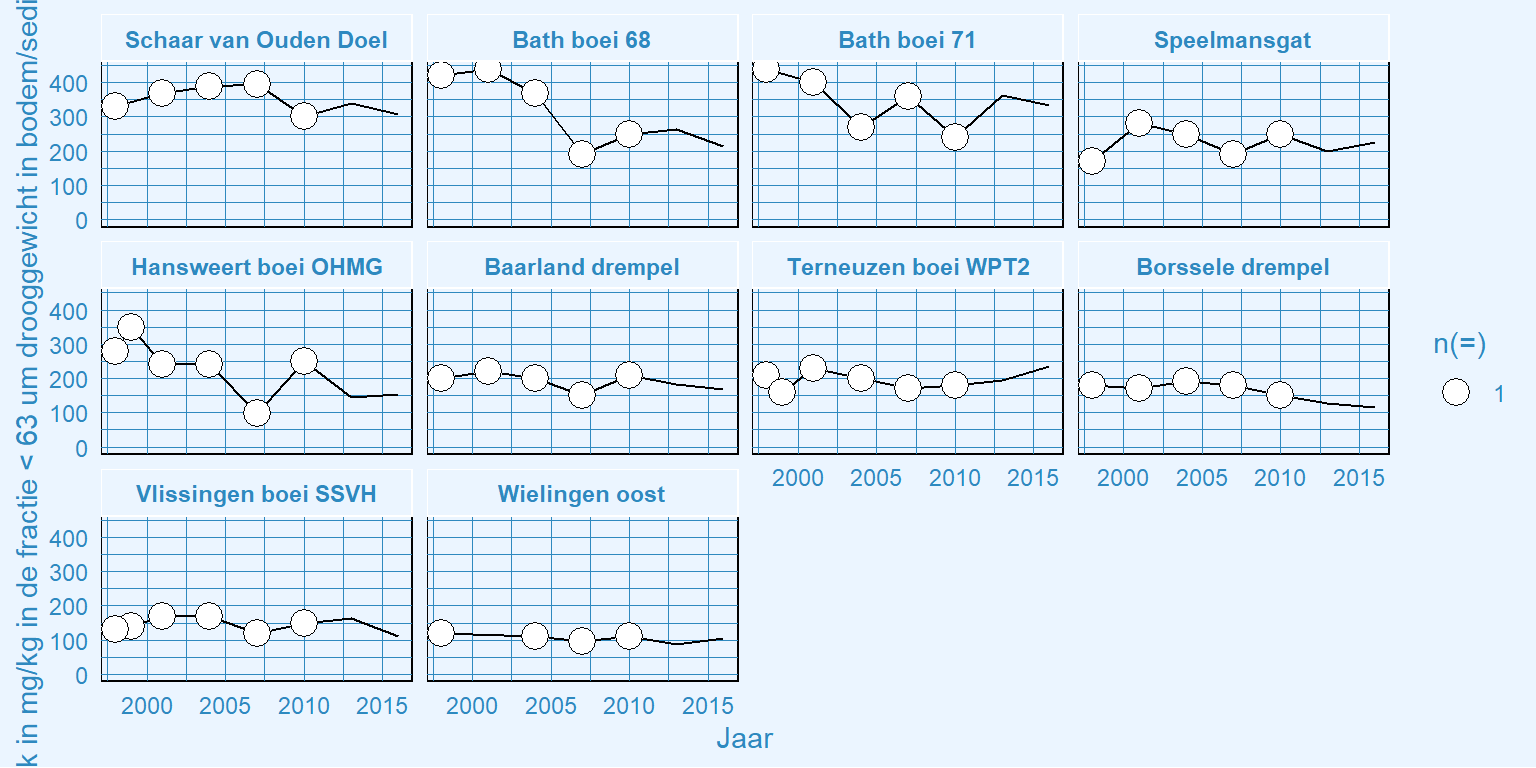 k in mg/kg in de fractie < 63 um drooggewicht in bodem/sedi
Schaar van Ouden Doel
Bath boei 68
Bath boei 71
Speelmansgat
400
300
200
100
0
Hansweert boei OHMG
Baarland drempel
Terneuzen boei WPT2
Borssele drempel
400
300
200
100
0
2000 2005 2010 2015
2000 2005 2010 2015
Vlissingen boei SSVH
Wielingen oost
400
300
200
100
0
2000 2005 2010 2015
2000 2005 2010 2015
Jaar
n(=)
1